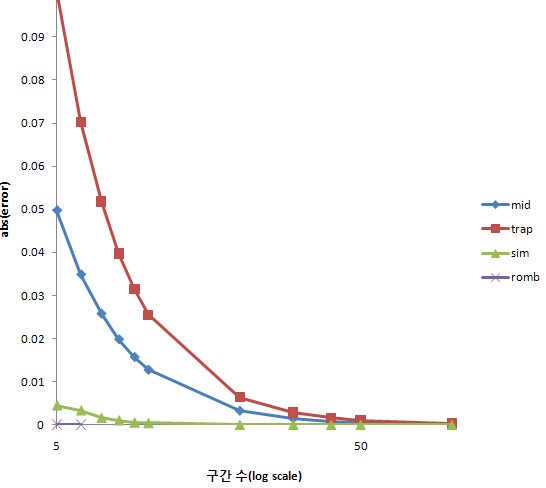 0.09
0.08
0.07
0.06
0.05
0.04
0.03
0.02
0.01
0
abs(error)
5
50
구간 수(log scale)
mid
trap
sim
romb